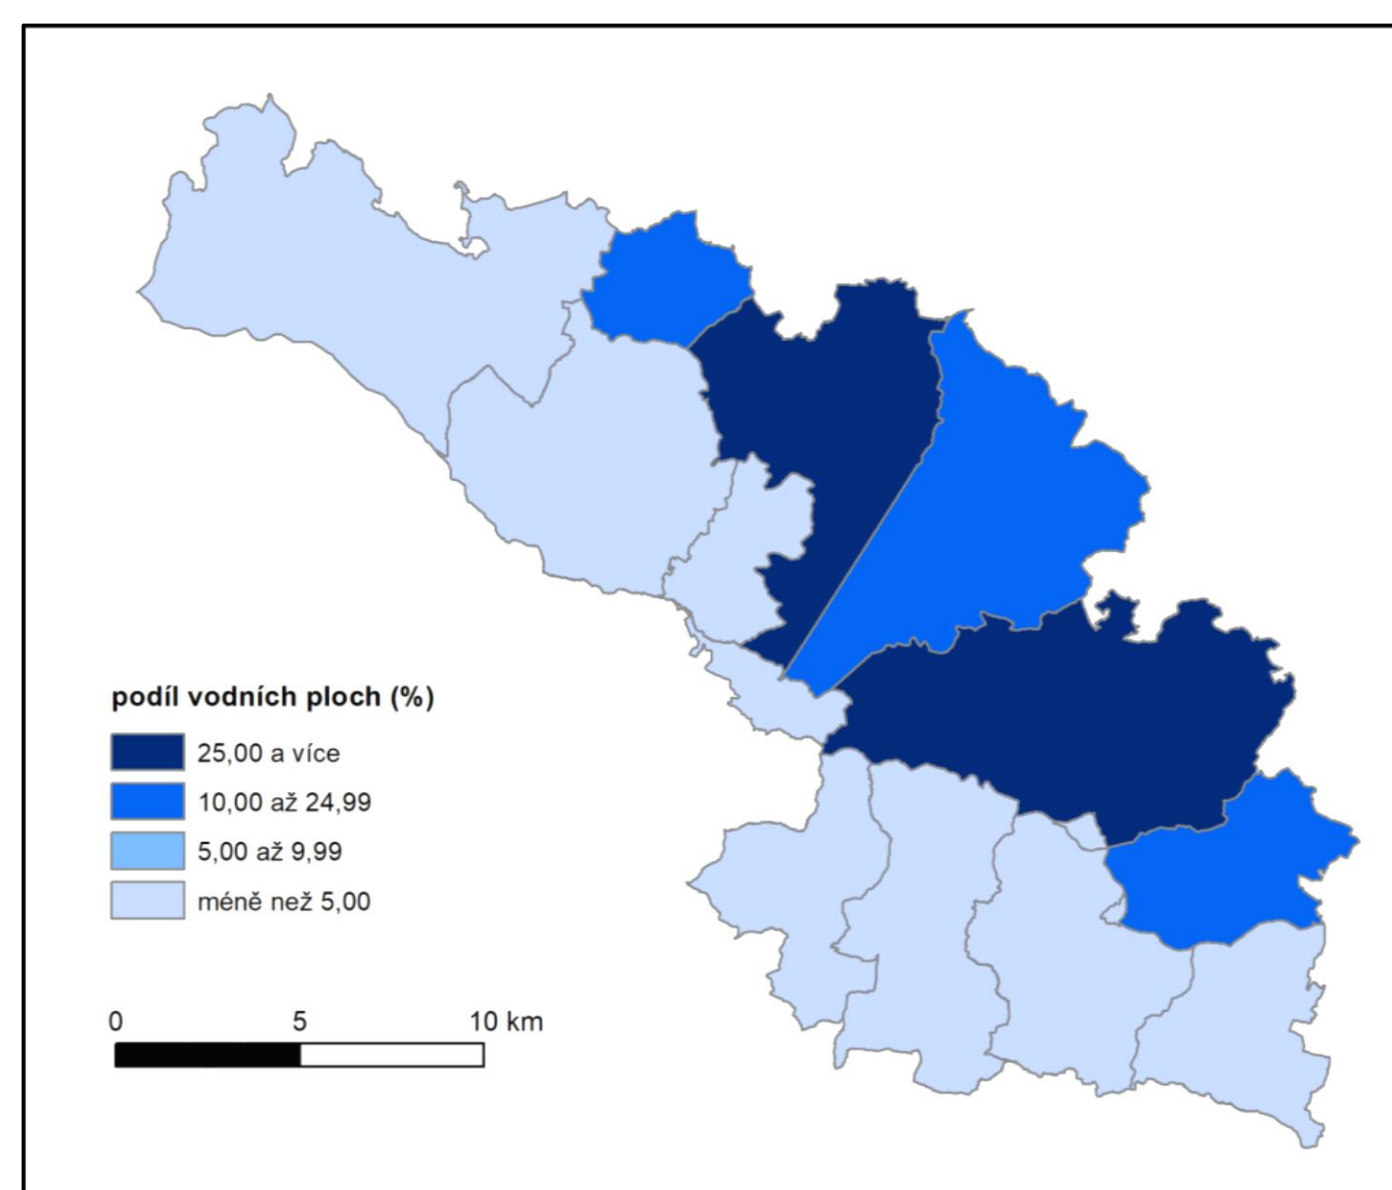 podíl vodních ploch (%)
25,00 a více
10,00 až 24,99
5,00 až 9,99
méně než 5,00
0 5 10 km